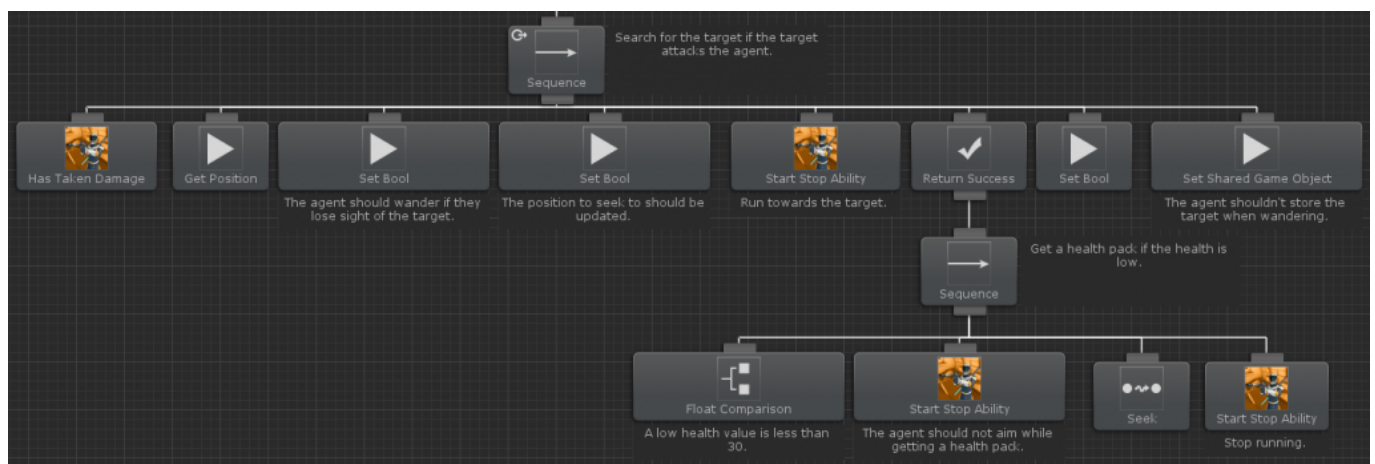 Search for the target if the target
attacks the agent.
Sequence
Has Taken Damage
Get Position
Set Bool
Set Bool
Start Stop Ability
Return Success
Set Bool
Set Shared Game Object
The agent should wander if they
lose sight of the target.
The position to seek to should be
updated.
Run towards the target.
The agent shouldn't store the
target when wandering.
Get a health pack if the health is
low.
Sequence
Float Comparison
Start Stop Ability
Seek
Start Stop Ability
A low health value is less than
30.
The agent should not aim while
getting a health pack.
Stop running.